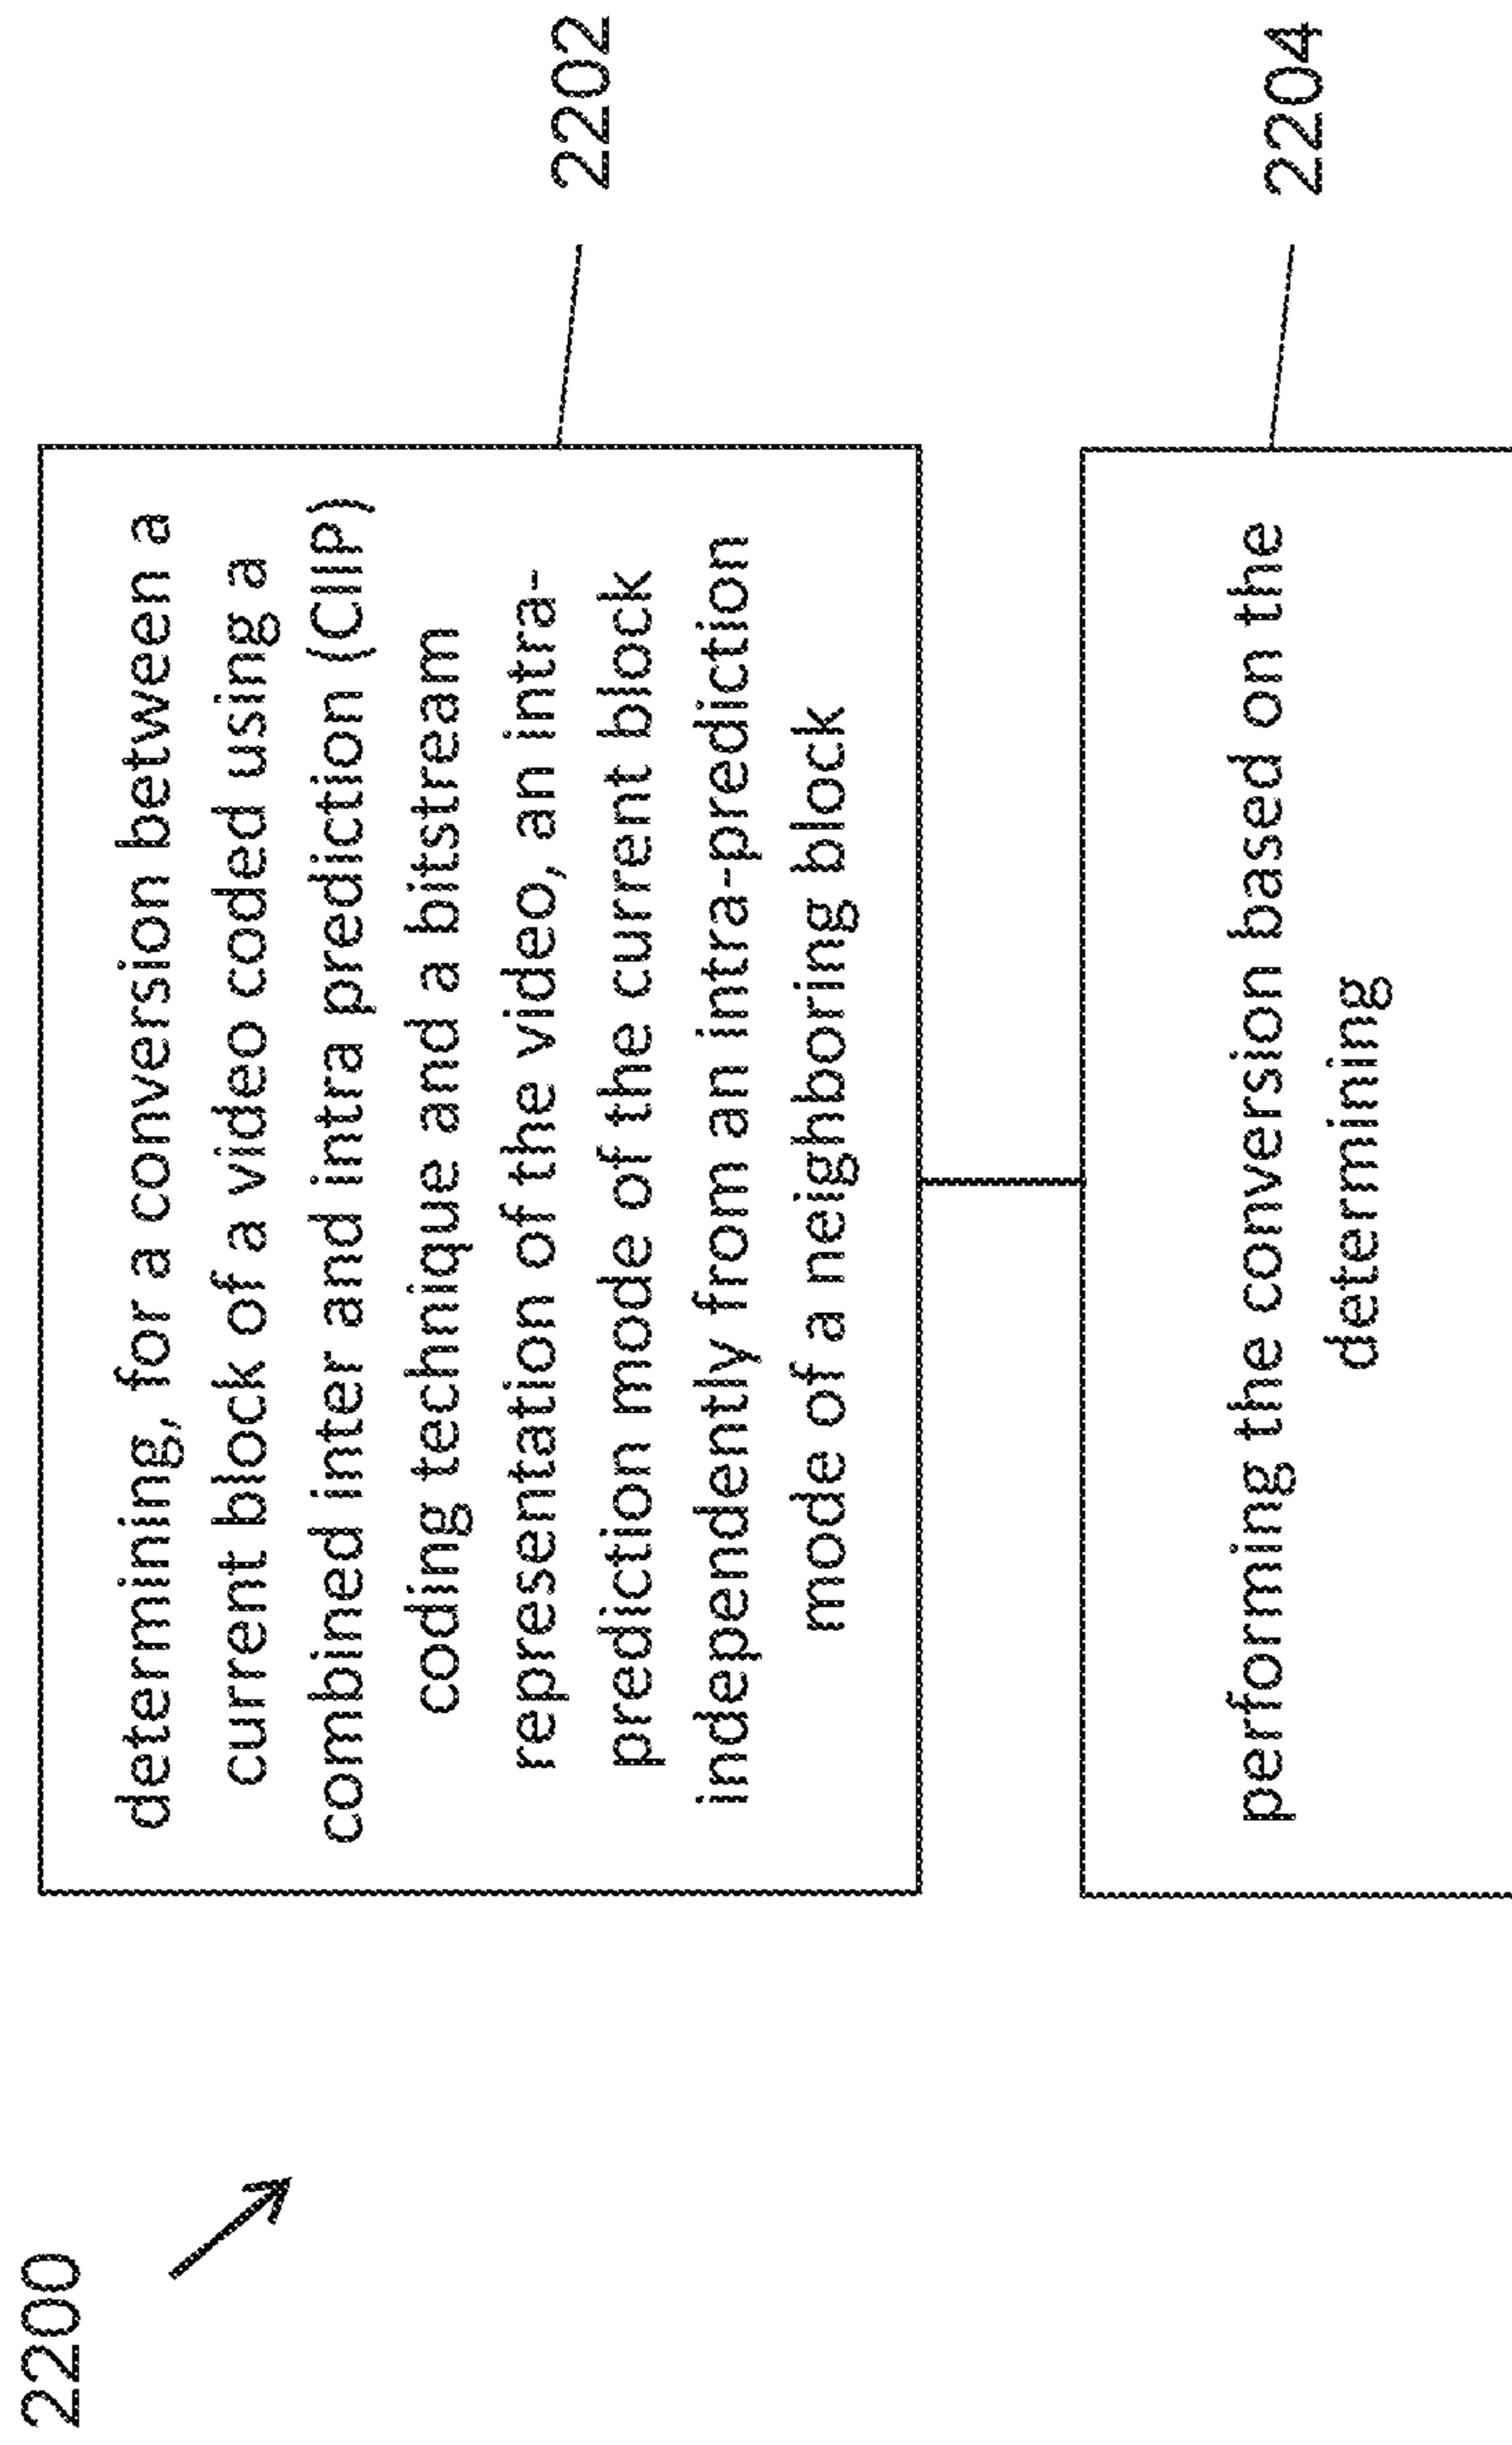 2200
determining, for a conversion between a
current block of a video coded using a
combined inter and intra prediction (CIIP)
coding technique and a bitstream
representation of the video, an intra-
prediction mode of the current block
independently from an intra-prediction
mode of a neighboring block
2202
performing the conversion based on the
determining
2204